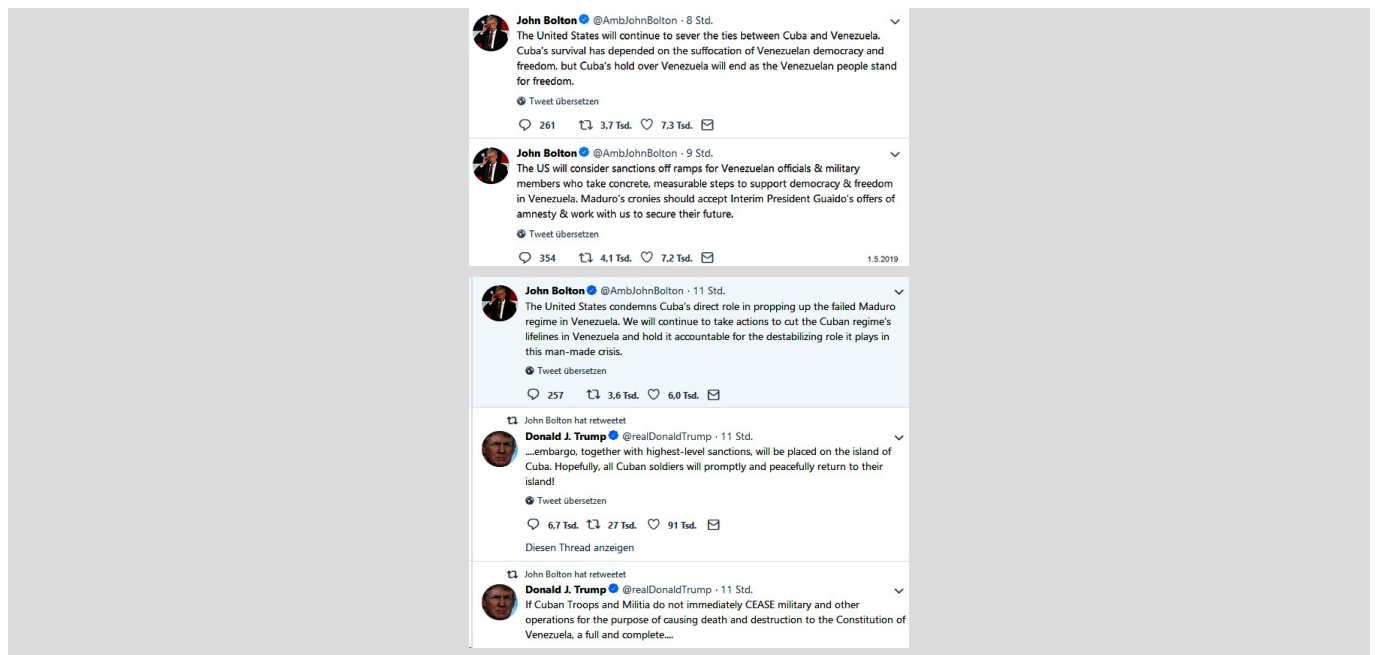 John Bolton @AmbJohnBolton · 8 Std.
The United States will continue to sever the ties between Cuba and Venezuela.
Cuba's survival has depended on the suffocation of Venezuelan democracy and
freedom, but Cuba's hold over Venezuela will end as the Venezuelan people stand
for freedom.
Tweet übersetzen
261 3,7 Tsd. 7,3 Tsd.
John Bolton @AmbJohnBolton · 9 Std.
The US will consider sanctions off ramps for Venezuelan officials & military
members who take concrete, measurable steps to support democracy & freedom
in Venezuela. Maduro's cronies should accept Interim President Guaido's offers of
amnesty & work with us to secure their future.
Tweet übersetzen
354 4,1 Tsd. 7,2 Tsd.
1.5.2019
John Bolton @AmbJohnBolton · 11 Std.
The United States condemns Cuba's direct role in propping up the failed Maduro
regime in Venezuela. We will continue to take actions to cut the Cuban regime's
lifelines in Venezuela and hold it accountable for the destabilizing role it plays in
this man-made crisis.
Tweet übersetzen
257 3,6 Tsd. 6,0 Tsd.
John Bolton hat retweetet
Donald J. Trump @realDonaldTrump · 11 Std.
....embargo, together with highest-level sanctions, will be placed on the island of
Cuba. Hopefully, all Cuban soldiers will promptly and peacefully return to their
island!
Tweet übersetzen
6,7 Tsd. 27 Tsd. 91 Tsd.
Diesen Thread anzeigen
John Bolton hat retweetet
Donald J. Trump @realDonaldTrump · 11 Std.
If Cuban Troops and Militia do not immediately CEASE military and other
operations for the purpose of causing death and destruction to the Constitution of
Venezuela, a full and complete....